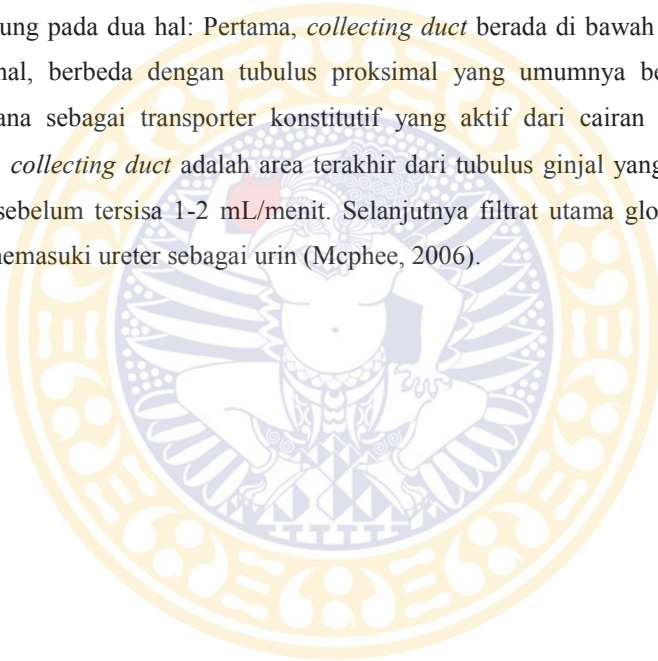 ung pada dua hal: Pertama, collecting duct berada di bawah
nal, berbeda dengan tubulus proksimal yang umumnya be
ana sebagai transporter konstitutif yang aktif dari cairan
collecting duct adalah area terakhir dari tubulus ginjal yang
sebelum tersisa 1-2 mL/menit. Selanjutnya filtrat utama glo
nemasuki ureter sebagai urin (Mcphee, 2006).